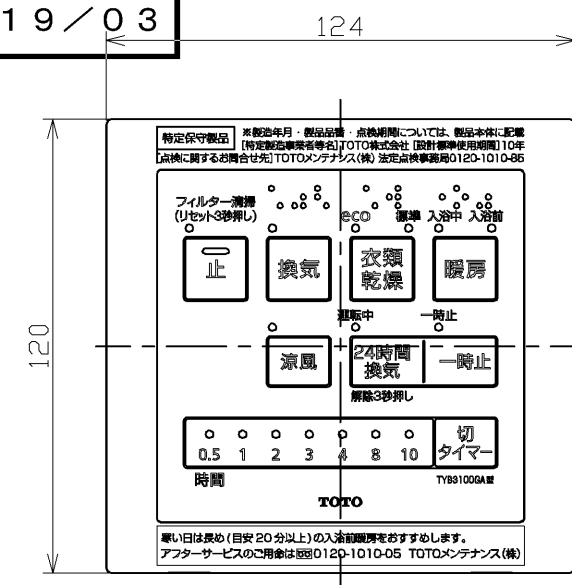 19／03
124
特定保守製品
※製造年月・製品品番・点検期間については、製品本体に記載
[特定製造事業者等名]TOTO株式会社 [設計標準使用期間]10年
[点検に関するお問合せ先]TOTOメンテナンス(株) 法定点検事務局0120-1010-65
フィルター清掃
(リセット3秒押し)
eco 標準 入浴中 入浴前
止 換気 衣類乾燥 暖房
運転中 一時止
涼風 24時間換気 一時止
解除3秒押し
120
0.5 1 2 3 4 8 10
切タイマー
時間
TYB3100GA型
TOTO
寒い日は長め(目安20分以上)の入浴前暖房をおすすめします。
アフターサービスのご用命は 0120-1010-05 TOTOメンテナンス(株)